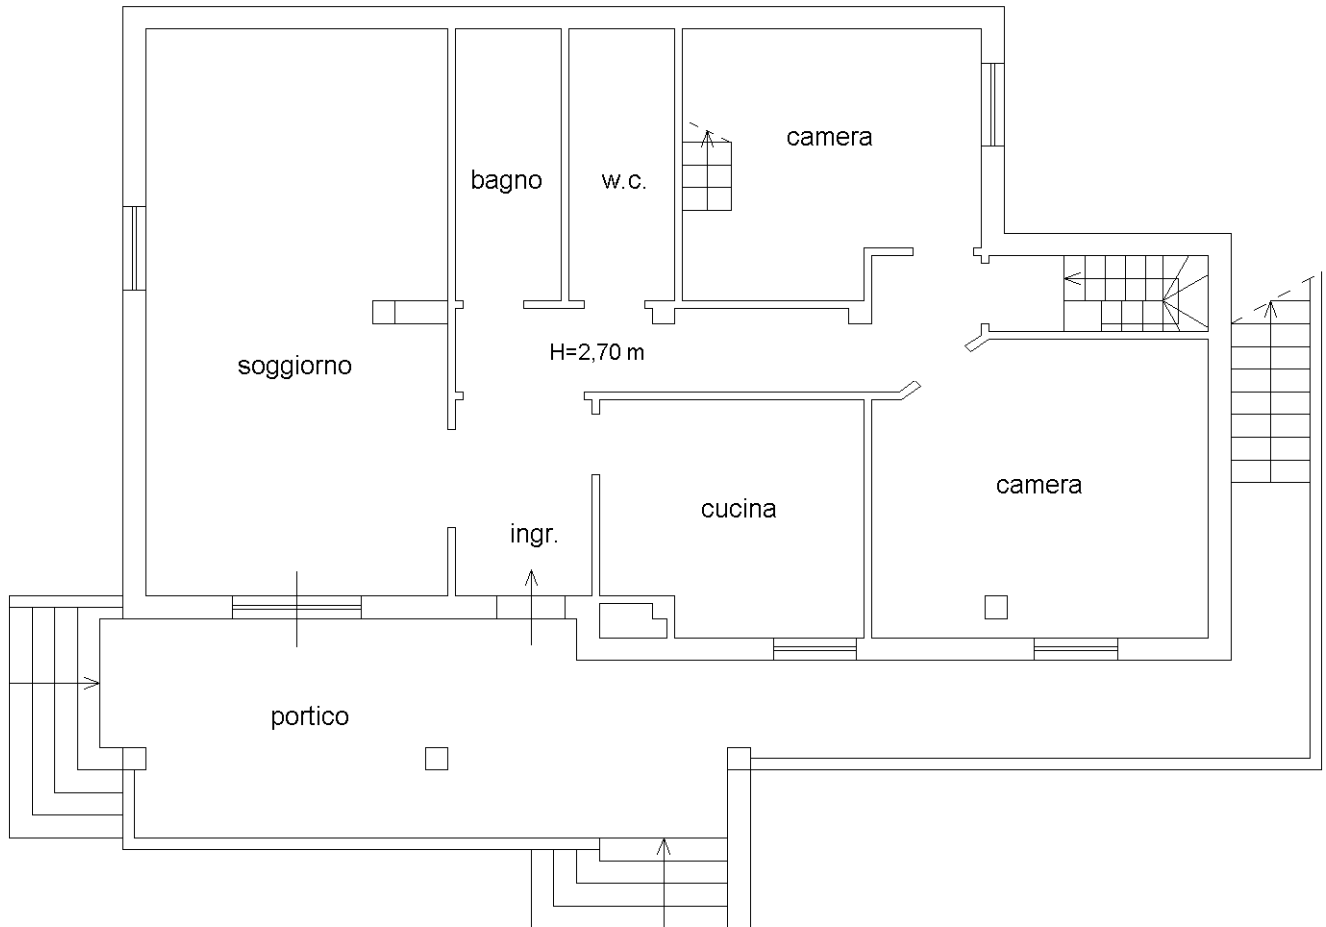 camera
bagno
w.c.
H=2,70 m
soggiorno
camera
cucina
ingr.
portico